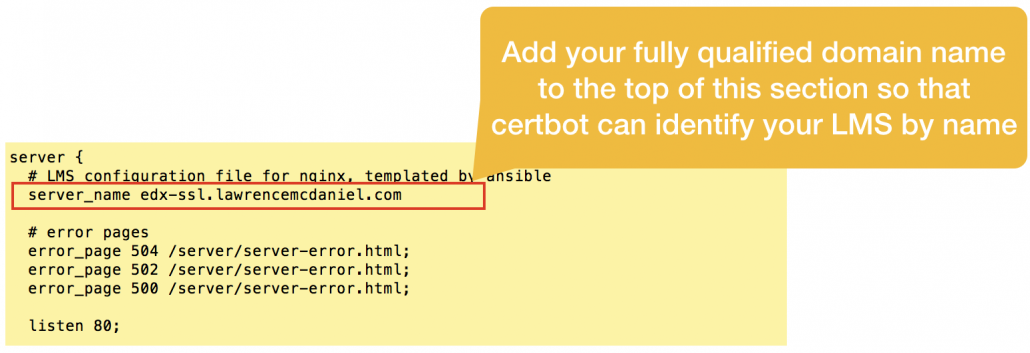 Add your fully qualified domain name
to the top of this section so that
certbot can identify your LMS by name
server {
# LMS configuration file for nginx, templated by ansible
server_name edx-ssl.lawrencemcdaniel.com
# error pages
error_page 504 /server/server-error.html;
error_page 502 /server/server-error.html;
error_page 500 /server/server-error.html;
listen 80;